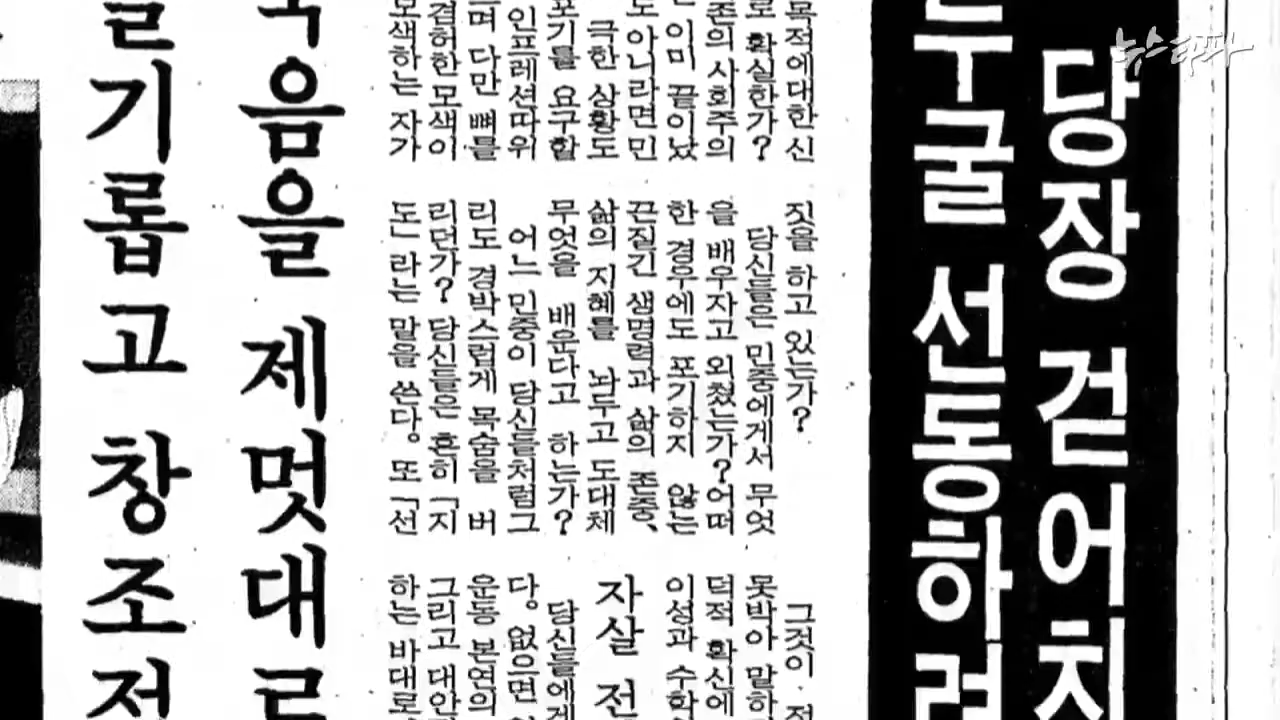 뉴스타파
당장 걷어치
굴 선동하려
목적에대한 신
로 확실한가?
존의 사회주의
이미 끝이났
도 아니라면 민
극한 상황도
포기를 요구할
인프레션따위
며 다만 뼈를
겸허한 모색이
모색하는 자가
짓을 하고 있는가?
당신들은 민중에게서 무엇
을 배우자고 외쳤는가? 어떠
한 경우에도 포기하지 않는
끈질긴 생명력과 삶의 존중,
삶의 지혜를 놔두고 도대체
무엇을 배운다고 하는가?
어느 민중이 당신들처럼 그
리도 경박스럽게 목숨을 버
리던가? 당신들은 흔히 「지
도」라는 말을 쓴다. 또 「선
그것이
못박아 말하
덕적 확신에
이성과 수학
자살 전
당신들에게
다. 없으면
운동 본연의
그리고 대안
하는 바대로
음을 제멋대로
기롭고 창조적